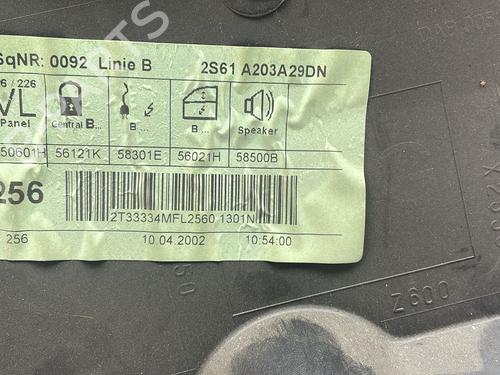 SqNR: 0092 Linie B 2S61 A203A29DN
6 / 226
VL
Panel
Central B...
B ...
B ...
Speaker
50601H 56121K 58301E 56021H 58500B
256
2T33334MFL2560 1301N
256 10.04.2002 10:54:00
Z600